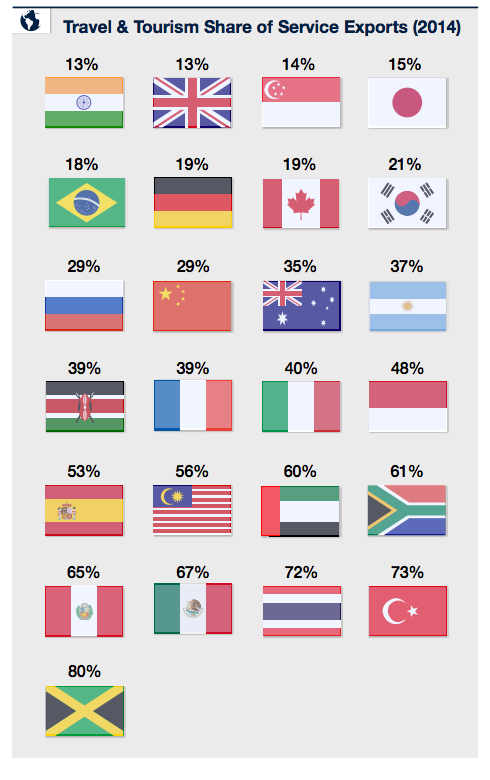 Travel & Tourism Share of Service Exports (2014)
13% 13% 14% 15%
18% 19% 19% 21%
29% 29% 35% 37%
39% 39% 40% 48%
53% 56% 60% 61%
65% 67% 72% 73%
80%